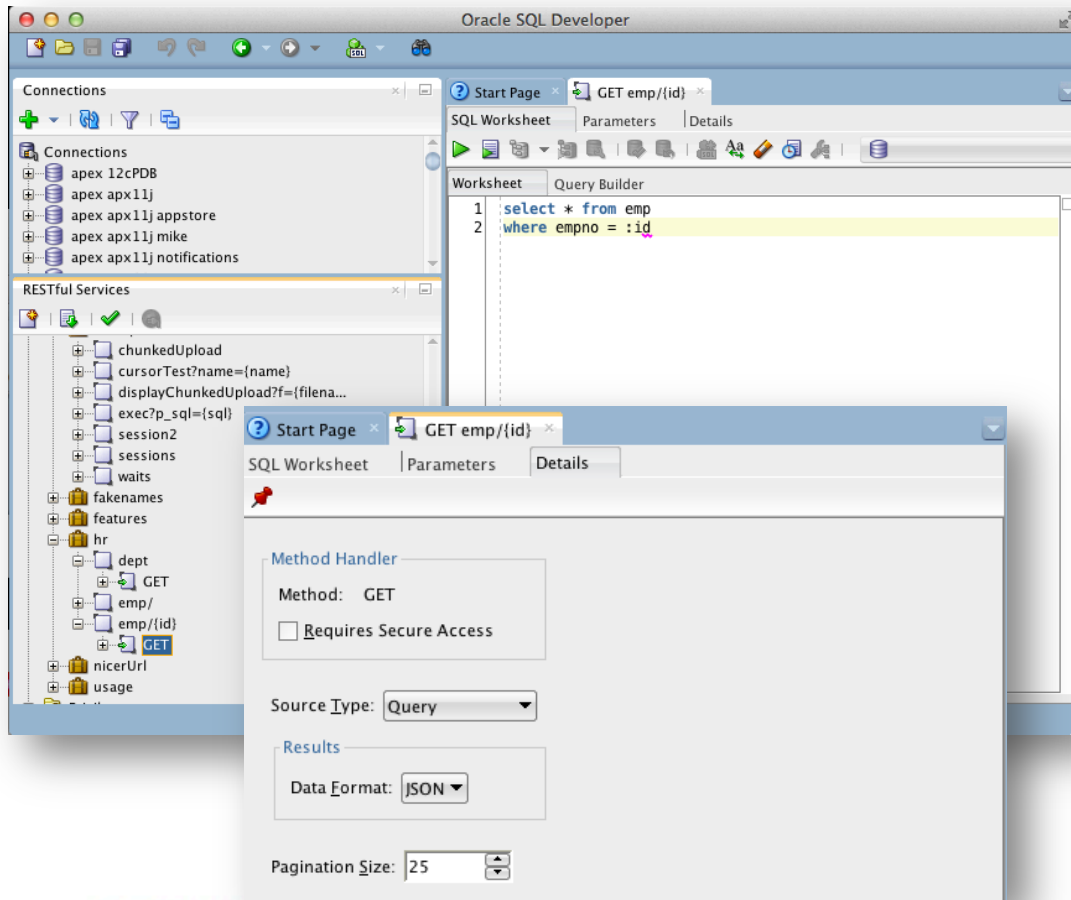 Oracle SQL Developer
Connections
Connections
apex 12cPDB
apex apx11j
apex apx11j appstore
apex apx11j mike
apex apx11j notifications
RESTful Services
chunkedUpload
cursorTest?name={name}
displayChunkedUpload?f={filena...
exec?p_sql={sql}
session2
sessions
waits
fakenames
features
hr
dept
GET
emp/
emp/{id}
GET
nicerUrl
usage
Start Page GET emp/{id}
SQL Worksheet Parameters Details
Worksheet Query Builder
1 select * from emp
2 where empno = :id
Start Page GET emp/{id}
SQL Worksheet Parameters Details
Method Handler
Method: GET
Requires Secure Access
Source Type: Query
Results
Data Format: JSON
Pagination Size: 25